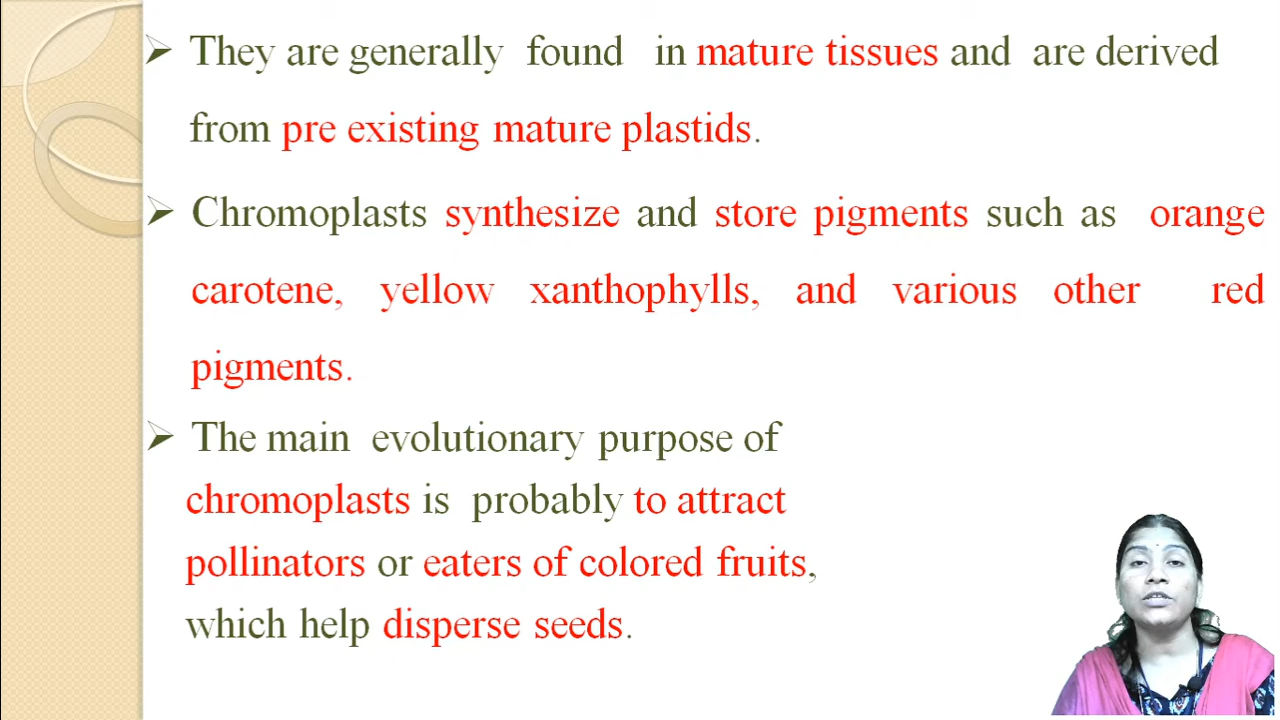 They are generally found in mature tissues and are derived
from pre existing mature plastids.
Chromoplasts synthesize and store pigments such as orange
carotene, yellow xanthophylls, and various other red
pigments.
The main evolutionary purpose of
chromoplasts is probably to attract
pollinators or eaters of colored fruits,
which help disperse seeds.